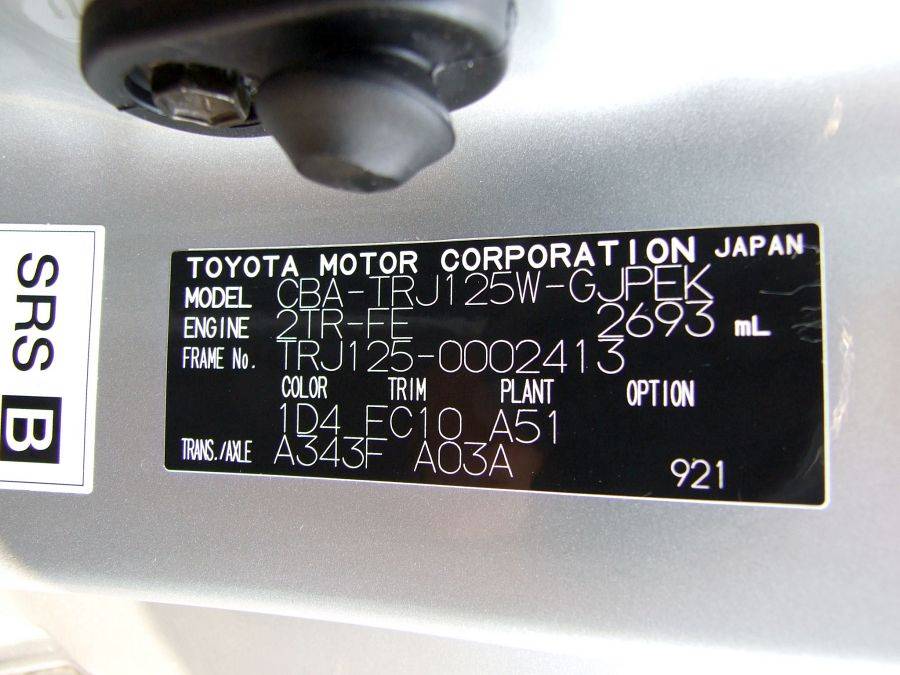 TOYOTA MOTOR CORPORATION JAPAN
MODEL CBA-TRJ125W-GJPEK
ENGINE 2TR-FE 2693 mL
FRAME No. TRJ125-0002413
COLOR TRIM PLANT OPTION
1D4 FC10 A51
TRANS./AXLE A343F A03A
921
SRS B